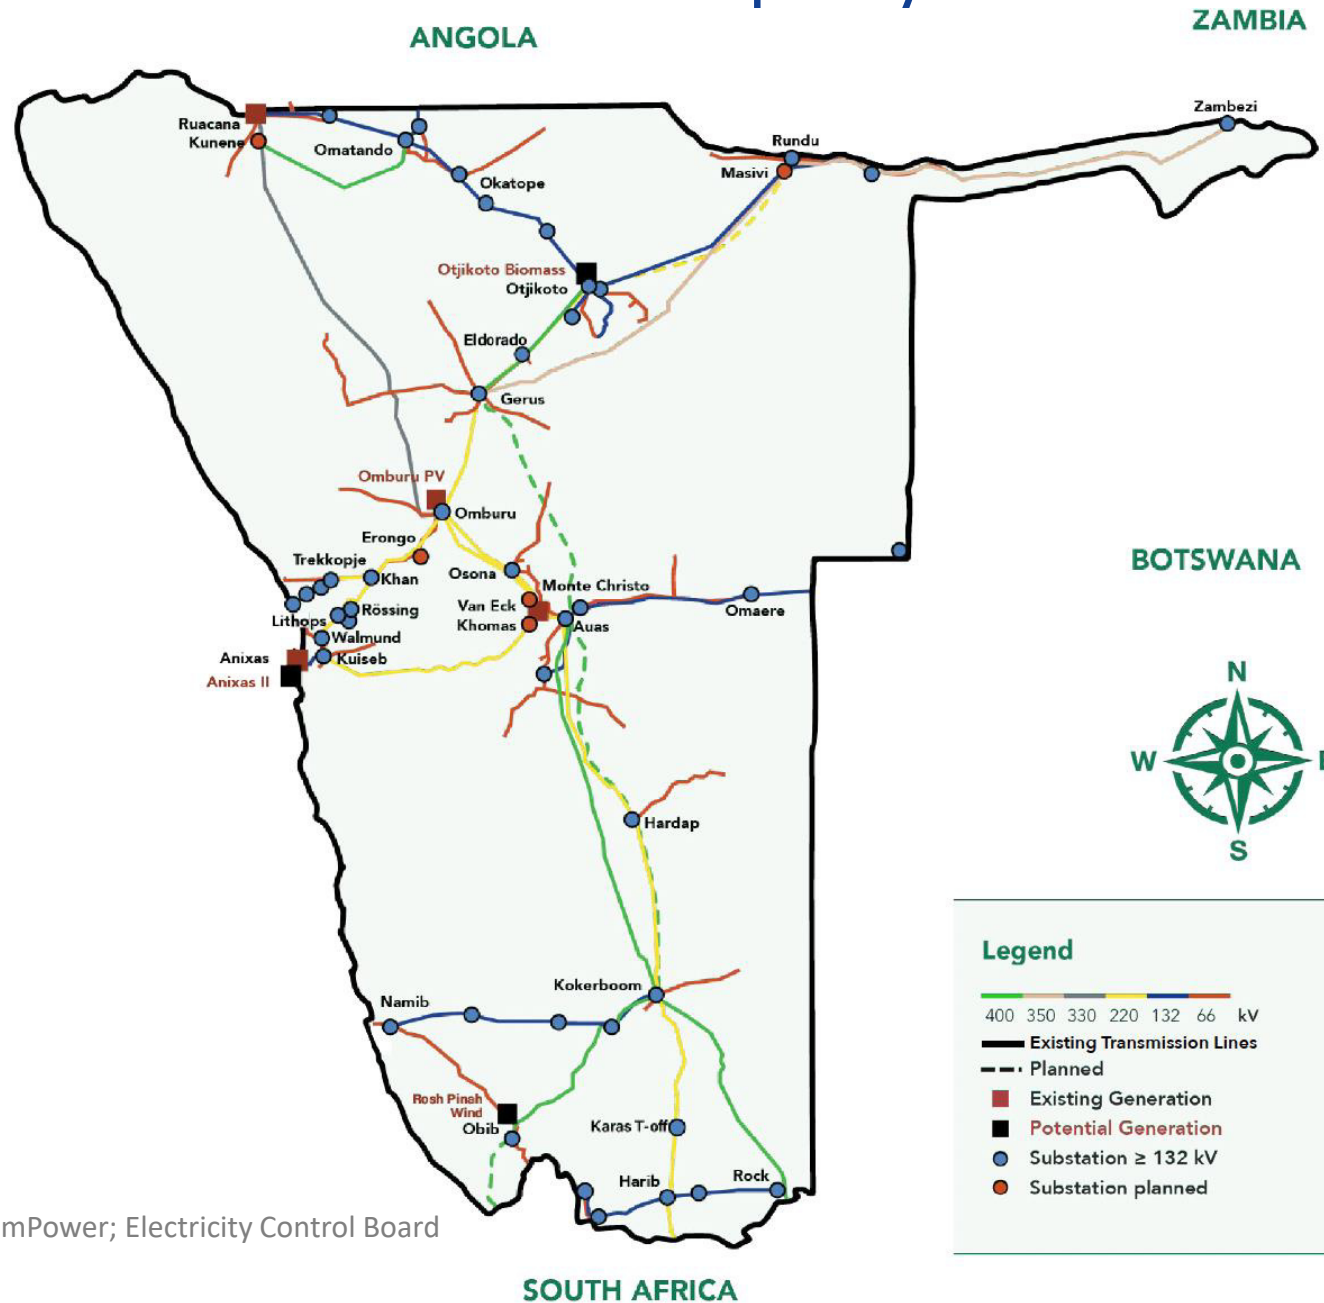 ANGOLA
ZAMBIA
Zambezi
Ruacana
Kunene
Omatando
Rundu
Masivi
Okatope
Otjikoto Biomass
Otjikoto
Eldorado
Gerus
Omburu PV
Omburu
Erongo
Trekkopje
Khan
Osona
Monte Christo
BOTSWANA
Van Eck
Khomas
Omaere
Rössing
Lithops
Auas
Walmund
Anixas
Kuiseb
Anixas II
N
W
S
Hardap
Kokerboom
Namib
Rosh Pinah
Wind
Obib
Karas T-off
Harib
Rock
Legend
400 350 330 220 132 66 kV
Existing Transmission Lines
Planned
Existing Generation
Potential Generation
Substation ≥ 132 kV
Substation planned
mPower; Electricity Control Board
SOUTH AFRICA